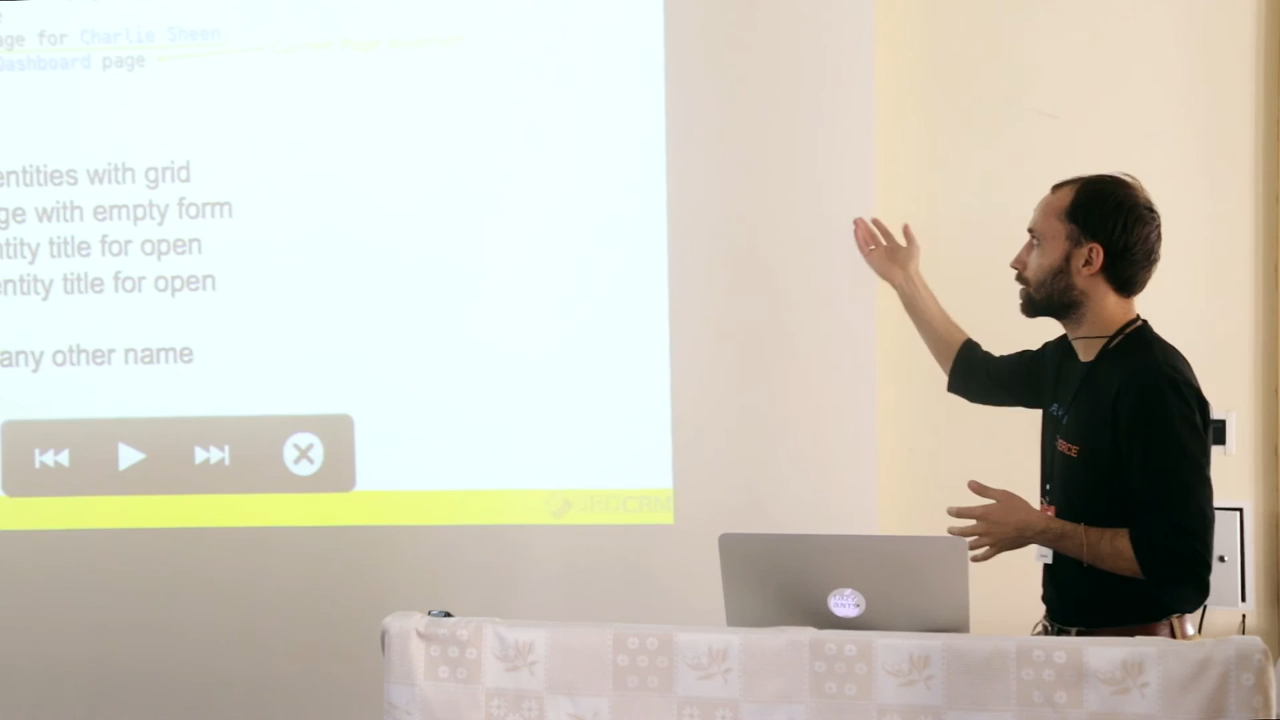 age for Charlie Sheen
Dashboard page
entities with grid
ge with empty form
ntity title for open
entity title for open
any other name
CRM